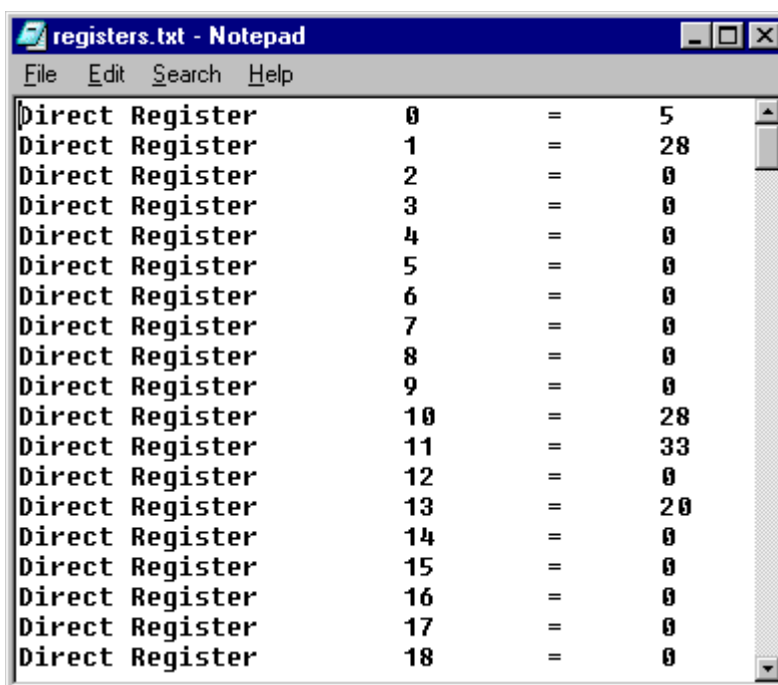 registers.txt - Notepad
File Edit Search Help
Direct Register 0 = 5
Direct Register 1 = 28
Direct Register 2 = 0
Direct Register 3 = 0
Direct Register 4 = 0
Direct Register 5 = 0
Direct Register 6 = 0
Direct Register 7 = 0
Direct Register 8 = 0
Direct Register 9 = 0
Direct Register 10 = 28
Direct Register 11 = 33
Direct Register 12 = 0
Direct Register 13 = 20
Direct Register 14 = 0
Direct Register 15 = 0
Direct Register 16 = 0
Direct Register 17 = 0
Direct Register 18 = 0